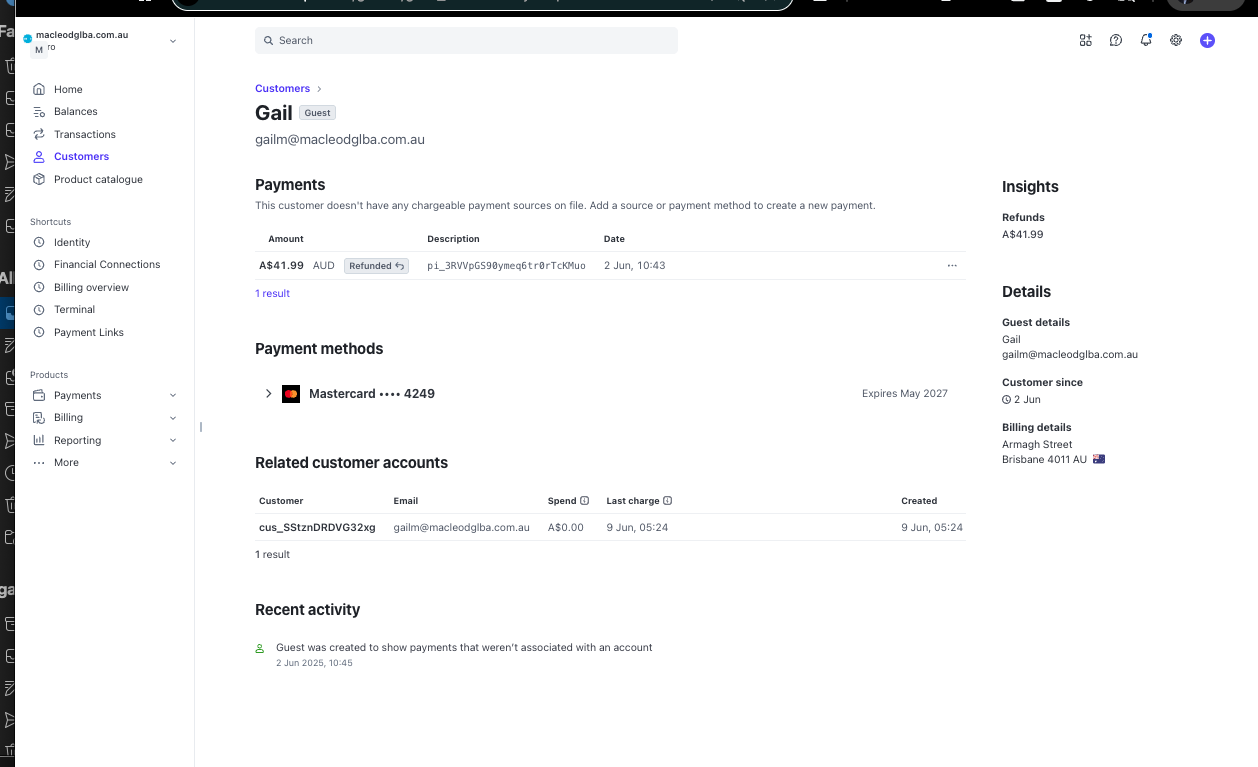 macleodglba.com.au
M
ro
Search
Home
Balances
Transactions
Customers
Product catalogue
Shortcuts
Identity
Financial Connections
Billing overview
Terminal
Payment Links
Products
Payments
Billing
Reporting
More
Customers
Gail Guest
gailm@macleodglba.com.au
Payments
This customer doesn't have any chargeable payment sources on file. Add a source or payment method to create a new payment.
Amount Description Date
A$41.99 AUD Refunded pi_3RVVpGS90ymeq6tr0rTcKMuo 2 Jun, 10:43
1 result
Payment methods
Mastercard •••• 4249 Expires May 2027
Related customer accounts
Customer Email Spend Last charge Created
cus_SStznDRDVG32xg gailm@macleodglba.com.au A$0.00 9 Jun, 05:24 9 Jun, 05:24
1 result
Recent activity
Guest was created to show payments that weren't associated with an account
2 Jun 2025, 10:45
Insights
Refunds
A$41.99
Details
Guest details
Gail
gailm@macleodglba.com.au
Customer since
2 Jun
Billing details
Armagh Street
Brisbane 4011 AU
Fa
All
ga